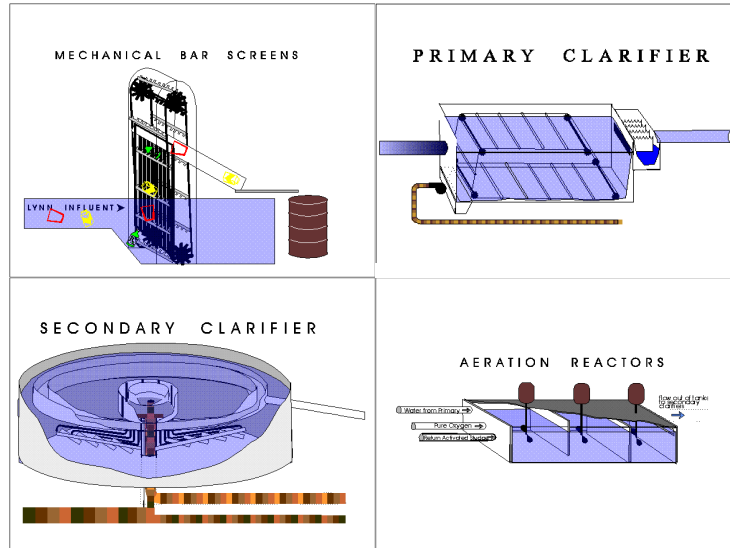 MECHANICAL BAR SCREENS
LYNN INFLUENT
PRIMARY CLARIFIER
SECONDARY CLARIFIER
AERATION REACTORS
Water from Primary
Pure Oxygen
Return Activated Sludge
flow out of tanks
to secondary
clarifiers